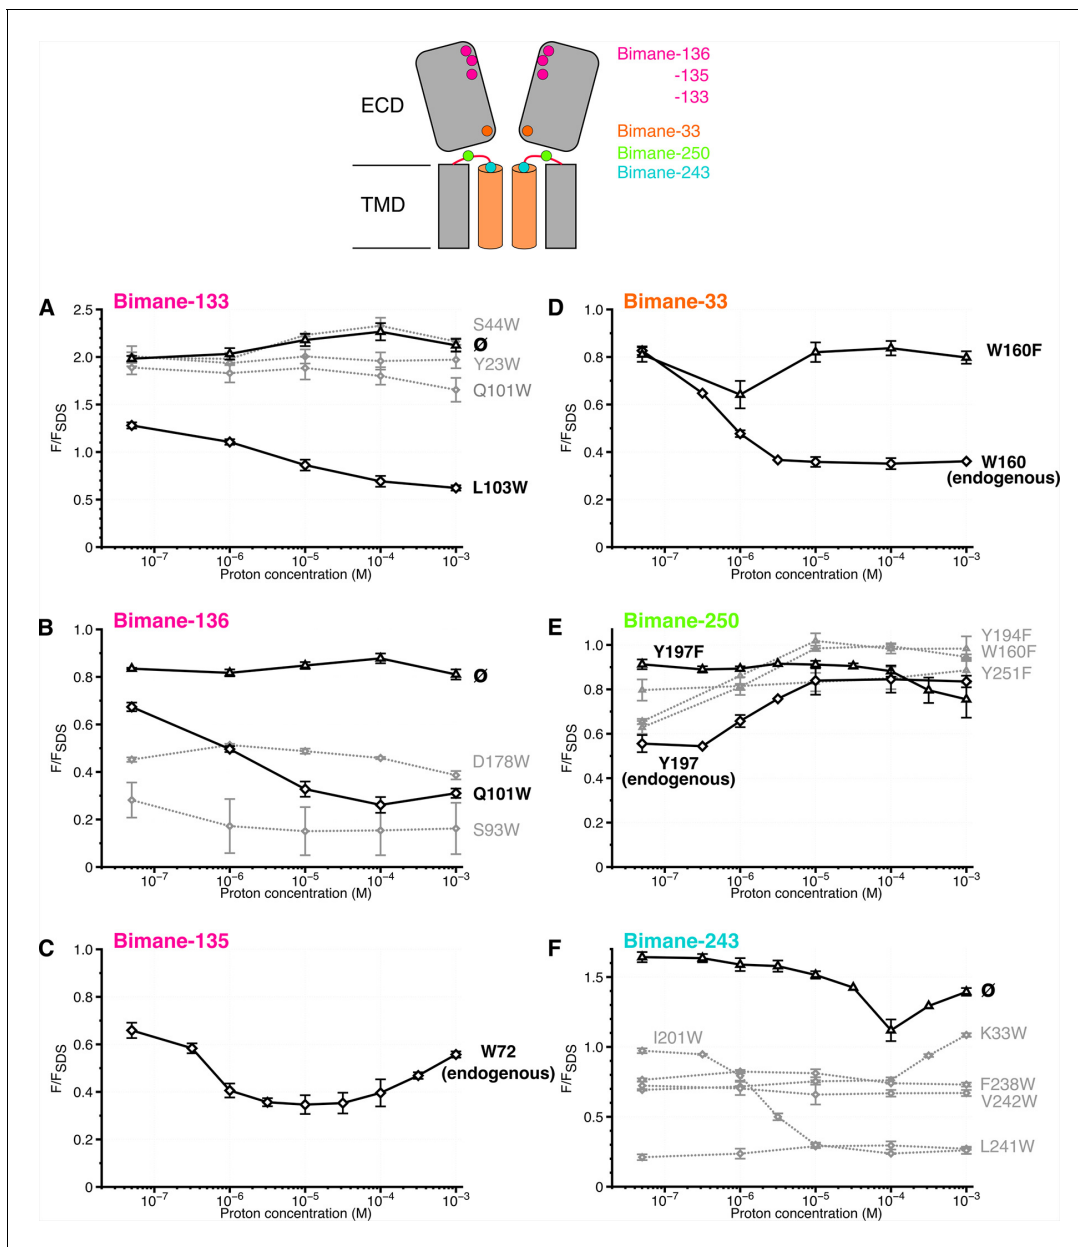 Bimane-136
-135
-133
ECD
Bimane-33
Bimane-250
Bimane-243
TMD
A
Bimane-133
2.5
2.0
1.5
1.0
0.5
0
F/FSDS
S44W
Ø
Y23W
Q101W
L103W
10⁻⁷
10⁻⁶
10⁻⁵
10⁻⁴
10⁻³
Proton concentration (M)
D
Bimane-33
1.0
0.8
0.6
0.4
0.2
0
F/FSDS
W160F
W160
(endogenous)
10⁻⁷
10⁻⁶
10⁻⁵
10⁻⁴
10⁻³
Proton concentration (M)
B
Bimane-136
1.0
0.8
0.6
0.4
0.2
0
F/FSDS
Ø
D178W
Q101W
S93W
10⁻⁷
10⁻⁶
10⁻⁵
10⁻⁴
10⁻³
Proton concentration (M)
E
Bimane-250
1.0
0.8
0.6
0.4
0.2
0
F/FSDS
Y197F
Y194F
W160F
Y251F
Y197
(endogenous)
10⁻⁷
10⁻⁶
10⁻⁵
10⁻⁴
10⁻³
Proton concentration (M)
C
Bimane-135
1.0
0.8
0.6
0.4
0.2
0
F/FSDS
W72
(endogenous)
10⁻⁷
10⁻⁶
10⁻⁵
10⁻⁴
10⁻³
Proton concentration (M)
F
Bimane-243
1.5
1.0
0.5
0
F/FSDS
Ø
I201W
K33W
F238W
V242W
L241W
10⁻⁷
10⁻⁶
10⁻⁵
10⁻⁴
10⁻³
Proton concentration (M)